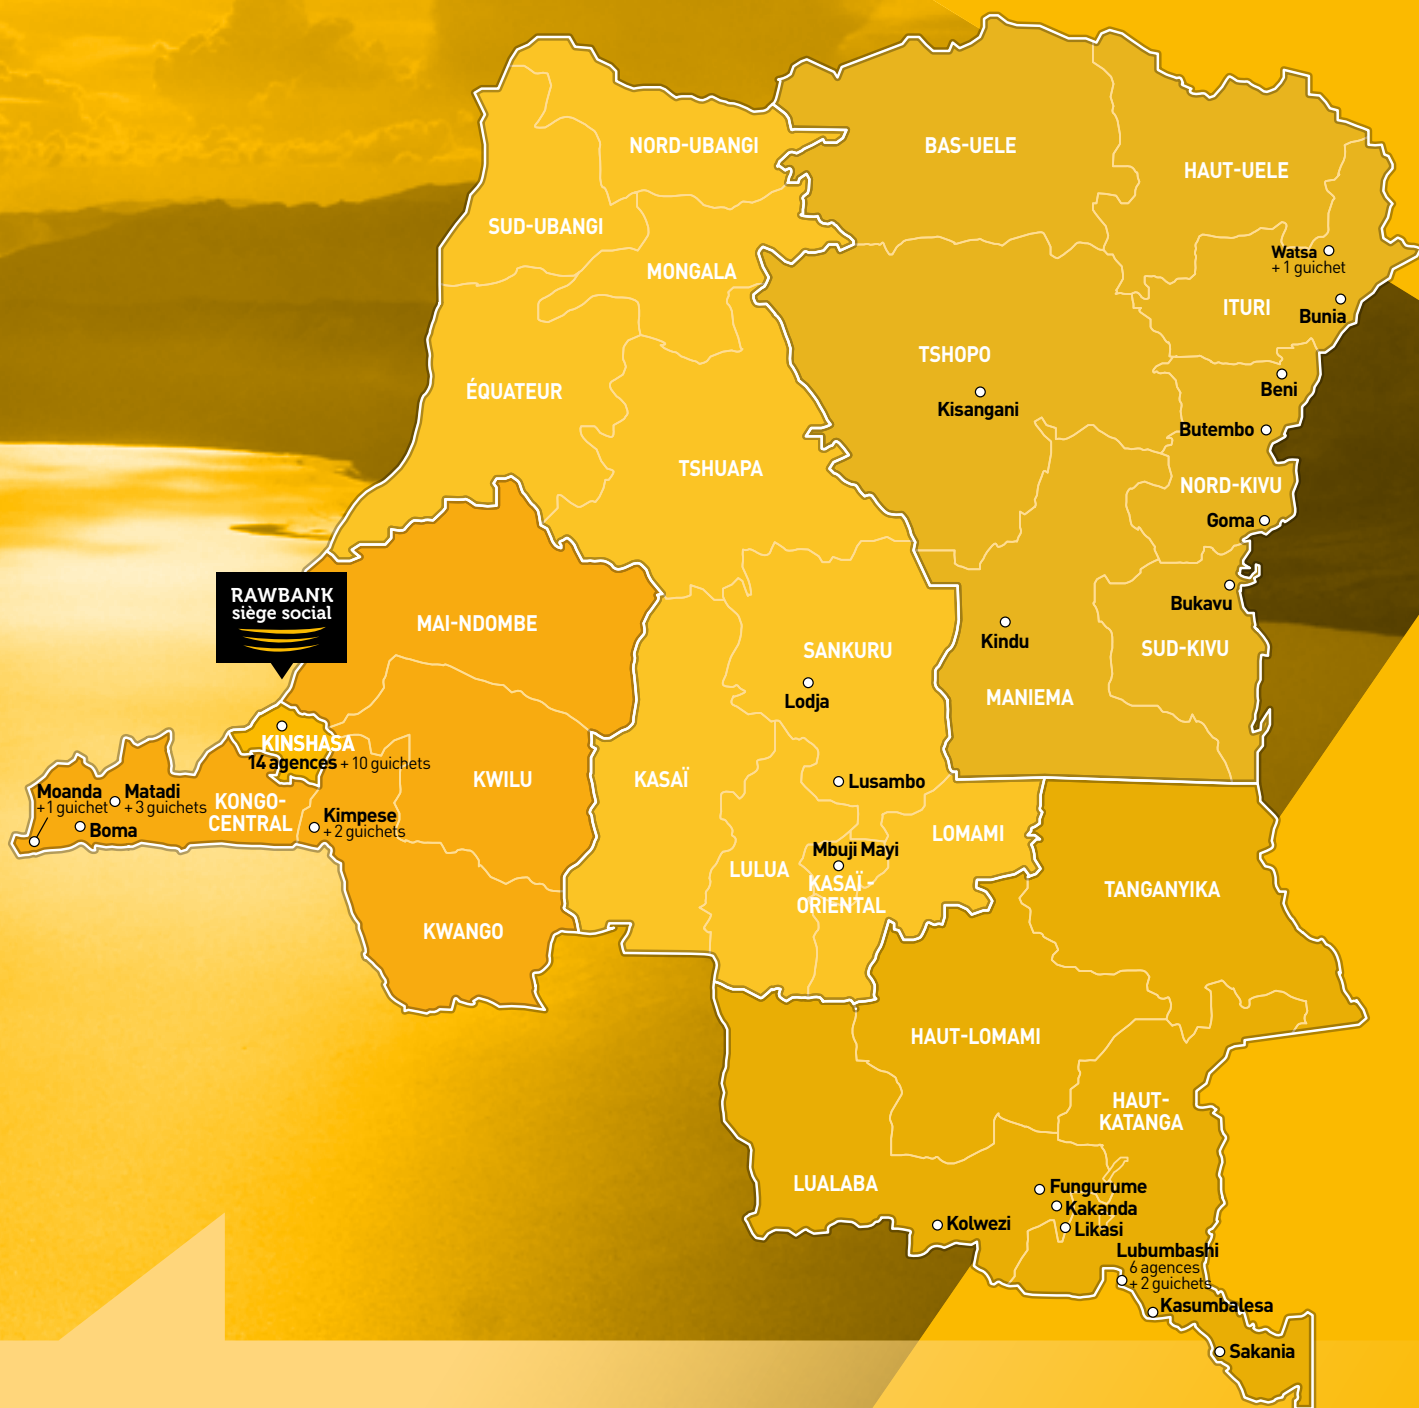 NORD-UBANGI
BAS-UELE
HAUT-UELE
SUD-UBANGI
MONGALA
Watsa
+ 1 guichet
ITURI
Bunia
TSHOPO
Kisangani
ÉQUATEUR
Beni
Butembo
TSHUAPA
NORD-KIVU
Goma
RAWBANK
siège social
MAI-NDOMBE
Bukavu
SANKURU
Kindu
SUD-KIVU
Lodja
MANIEMA
KINSHASA
14 agences + 10 guichets
KWILU
KASAÏ
Lusambo
Moanda
+ 1 guichet
Matadi
+ 3 guichets
KONGO-
CENTRAL
Boma
Kimpese
+ 2 guichets
LOMAMI
Mbuji Mayi
LULUA
KASAÏ -
ORIENTAL
TANGANYIKA
KWANGO
HAUT-LOMAMI
HAUT-
KATANGA
LUALABA
Fungurume
Kakanda
Kolwezi
Likasi
Lubumbashi
6 agences
+ 2 guichets
Kasumbalesa
Sakania